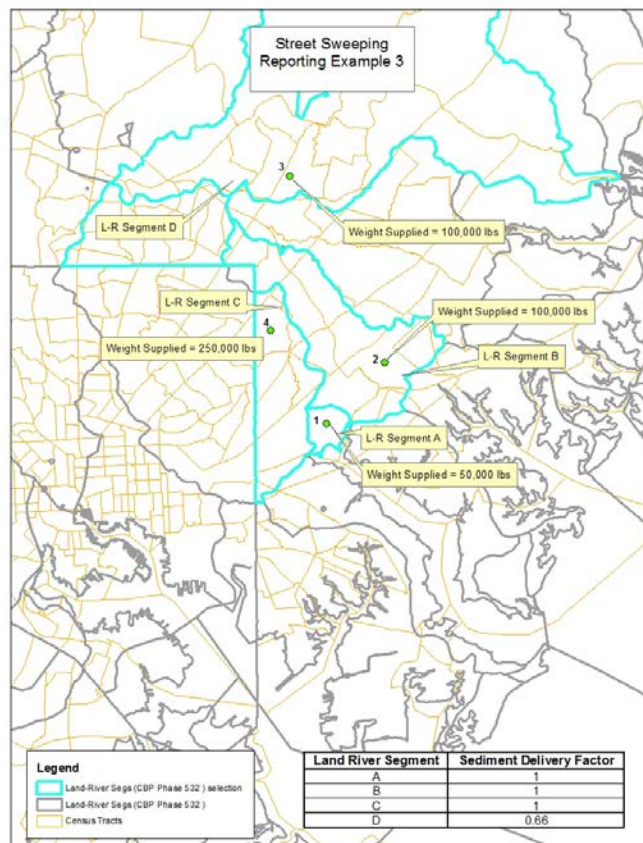 Street Sweeping
Reporting Example 3
3
L-R Segment D
Weight Supplied = 100,000 lbs
L-R Segment C
Weight Supplied = 100,000 lbs
4
Weight Supplied = 250,000 lbs
2
L-R Segment B
1
L-R Segment A
Weight Supplied = 50,000 lbs
Legend
Land-River Segs (CBP Phase 532 ) selection
Land-River Segs (CBP Phase 532 )
Census Tracts
Land River Segment Sediment Delivery Factor
A 1
B 1
C 1
D 0.66